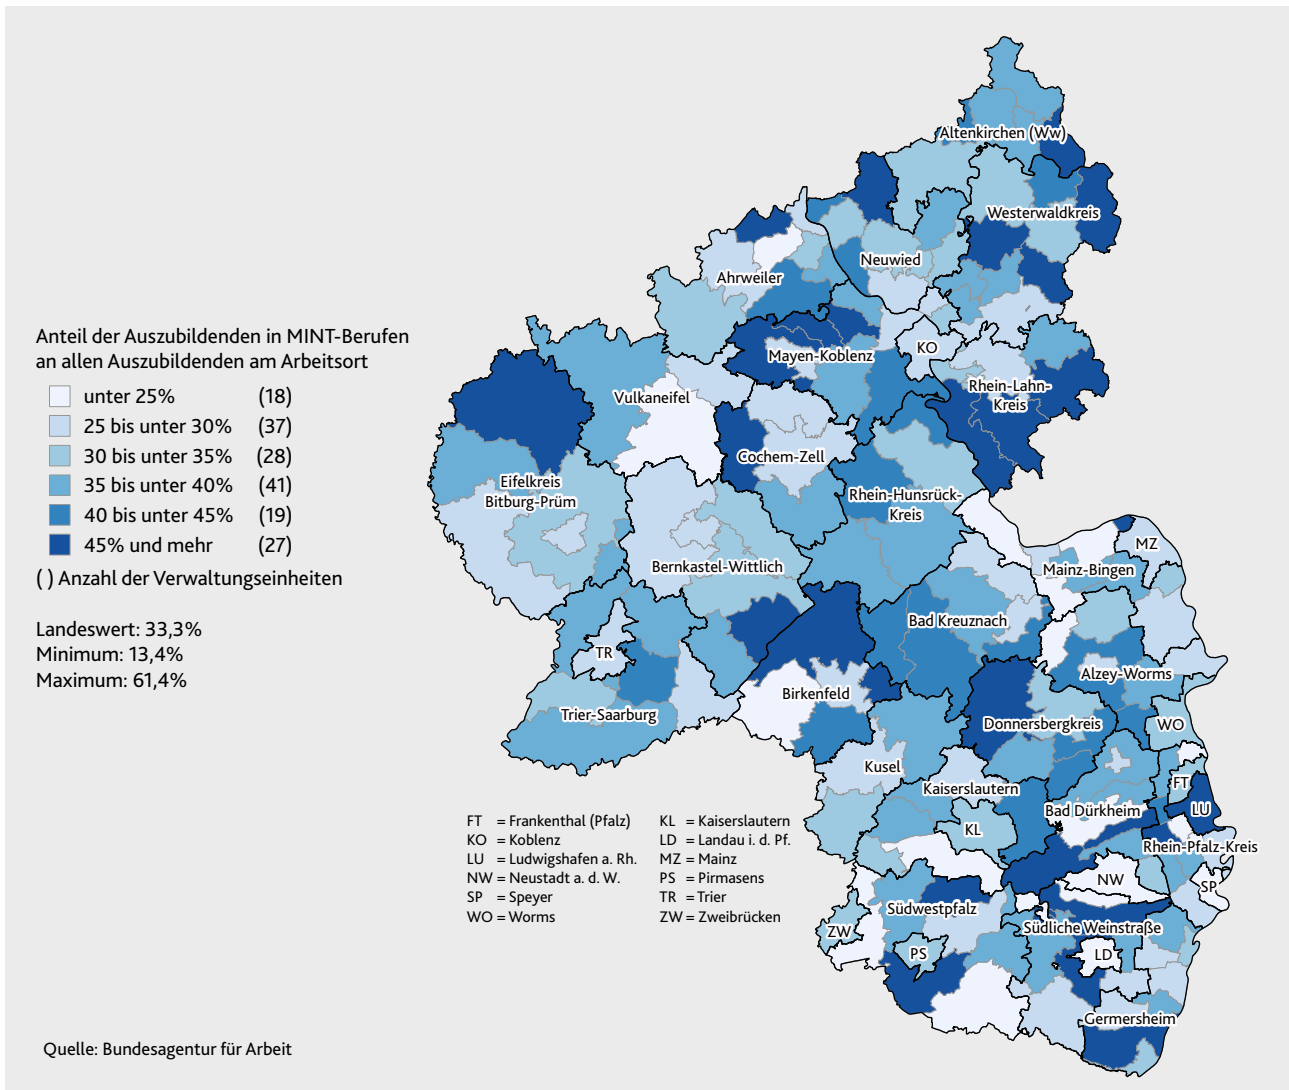 Anteil der Auszubildenden in MINT-Berufen
an allen Auszubildenden am Arbeitsort
unter 25% (18)
25 bis unter 30% (37)
30 bis unter 35% (28)
35 bis unter 40% (41)
40 bis unter 45% (19)
45% und mehr (27)
( ) Anzahl der Verwaltungseinheiten
Landeswert: 33,3%
Minimum: 13,4%
Maximum: 61,4%
Altenkirchen (Ww)
Westerwaldkreis
Neuwied
Ahrweiler
KO
Mayen-Koblenz
Rhein-Lahn-
Kreis
Vulkaneifel
Cochem-Zell
Eifelkreis
Bitburg-Prüm
Rhein-Hunsrück-
Kreis
MZ
Mainz-Bingen
Bernkastel-Wittlich
Bad Kreuznach
TR
Alzey-Worms
Birkenfeld
Trier-Saarburg
Donnersbergkreis
WO
Kusel
Kaiserslautern
FT
Bad Dürkheim
LU
KL
Rhein-Pfalz-Kreis
NW
SP
Südwestpfalz
ZW
Südliche Weinstraße
PS
LD
Germersheim
FT = Frankenthal (Pfalz)
KO = Koblenz
LU = Ludwigshafen a. Rh.
NW = Neustadt a. d. W.
SP = Speyer
WO = Worms
KL = Kaiserslautern
LD = Landau i. d. Pf.
MZ = Mainz
PS = Pirmasens
TR = Trier
ZW = Zweibrücken
Quelle: Bundesagentur für Arbeit